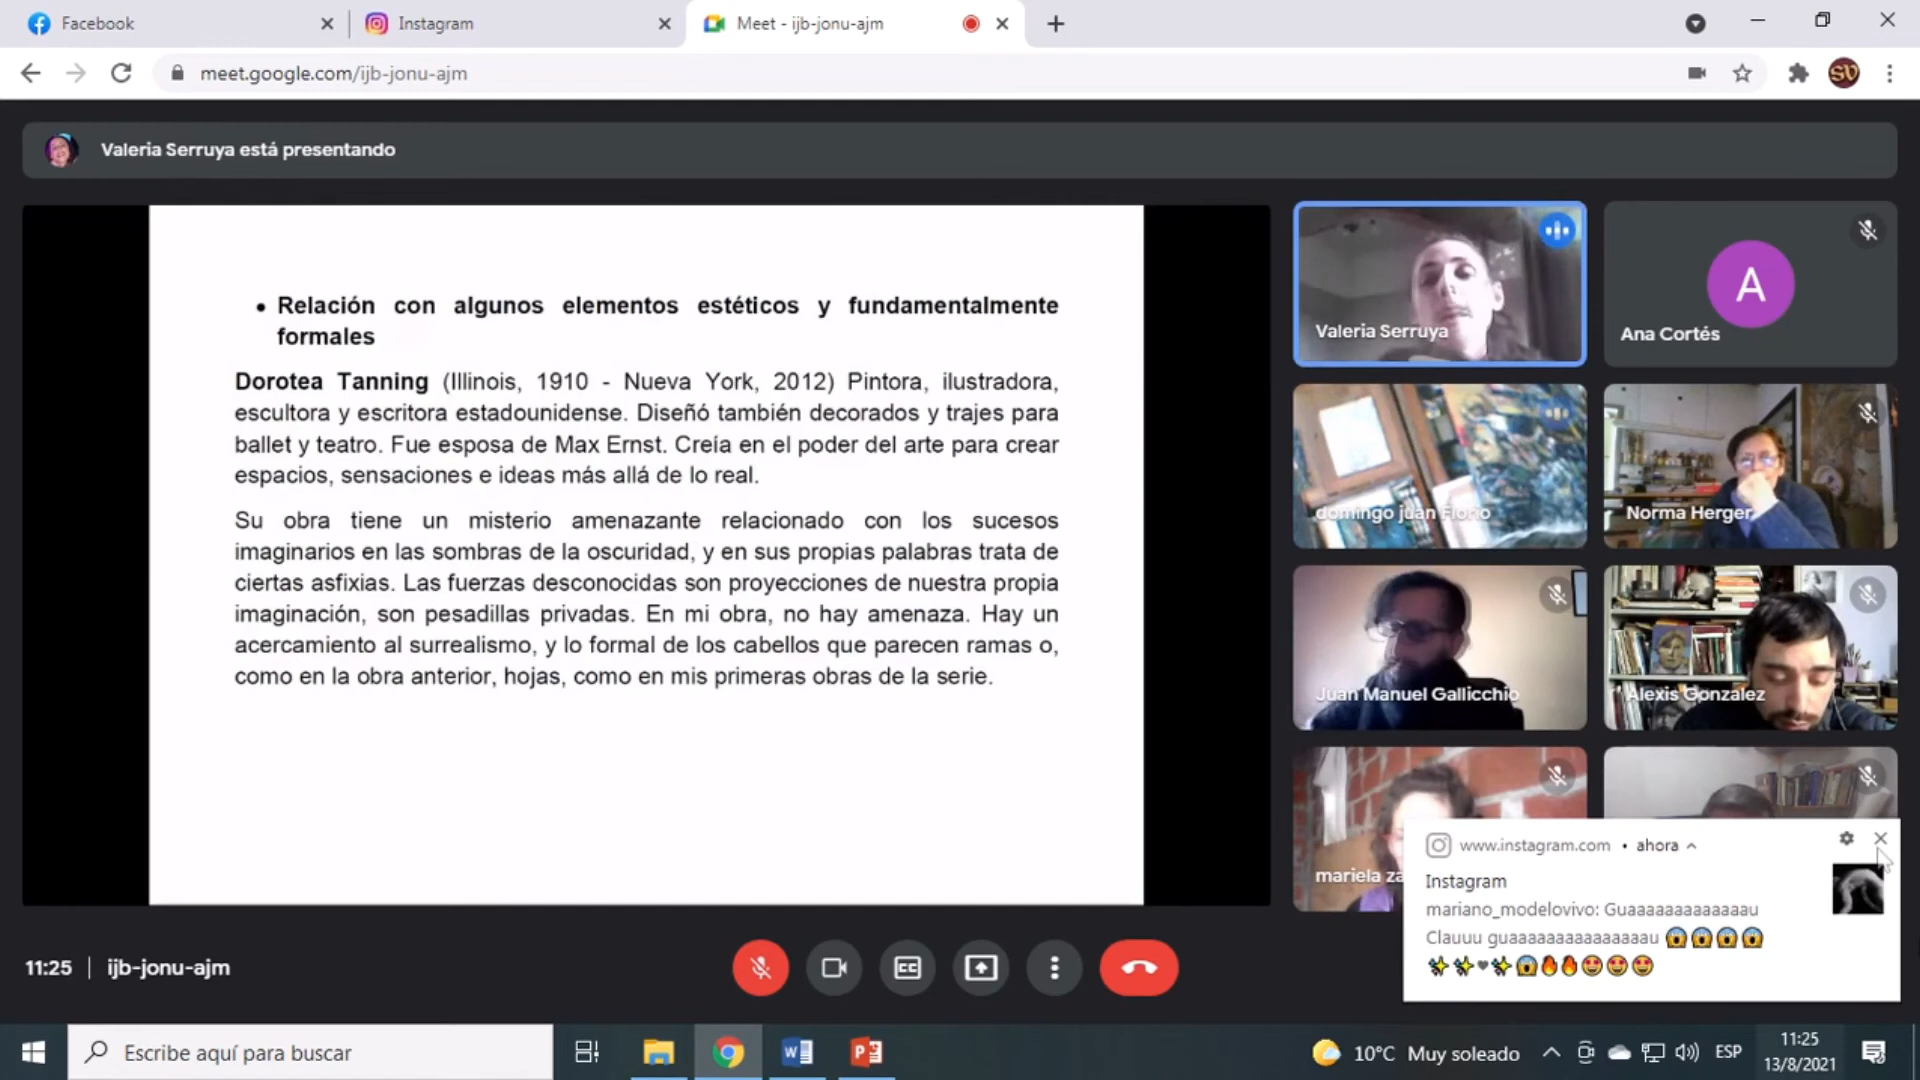 Facebook
Instagram
Meet - ijb-jonu-ajm
meet.google.com/ijb-jonu-ajm
SV
Valeria Serruya está presentando
• Relación con algunos elementos estéticos y fundamentalmente
formales
Dorotea Tanning (Illinois, 1910 - Nueva York, 2012) Pintora, ilustradora,
escultora y escritora estadounidense. Diseñó también decorados y trajes para
ballet y teatro. Fue esposa de Max Ernst. Creía en el poder del arte para crear
espacios, sensaciones e ideas más allá de lo real.
Su obra tiene un misterio amenazante relacionado con los sucesos
imaginarios en las sombras de la oscuridad, y en sus propias palabras trata de
ciertas asfixias. Las fuerzas desconocidas son proyecciones de nuestra propia
imaginación, son pesadillas privadas. En mi obra, no hay amenaza. Hay un
acercamiento al surrealismo, y lo formal de los cabellos que parecen ramas o,
como en la obra anterior, hojas, como en mis primeras obras de la serie.
Valeria Serruya
A
Ana Cortés
domingo juan Florio
Norma Herger
Juan Manuel Gallicchio
Alexis Gonzalez
mariela za
www.instagram.com • ahora
Instagram
mariano_modelovivo: Guaaaaaaaaaaaaau
Clauuu guaaaaaaaaaaaaaaau 😱😱😱😱
✨✨❤✨😱🔥🔥🤩🤩🤩
11:25 | ijb-jonu-ajm
CC
Escribe aquí para buscar
10°C Muy soleado
ESP
11:25
13/8/2021